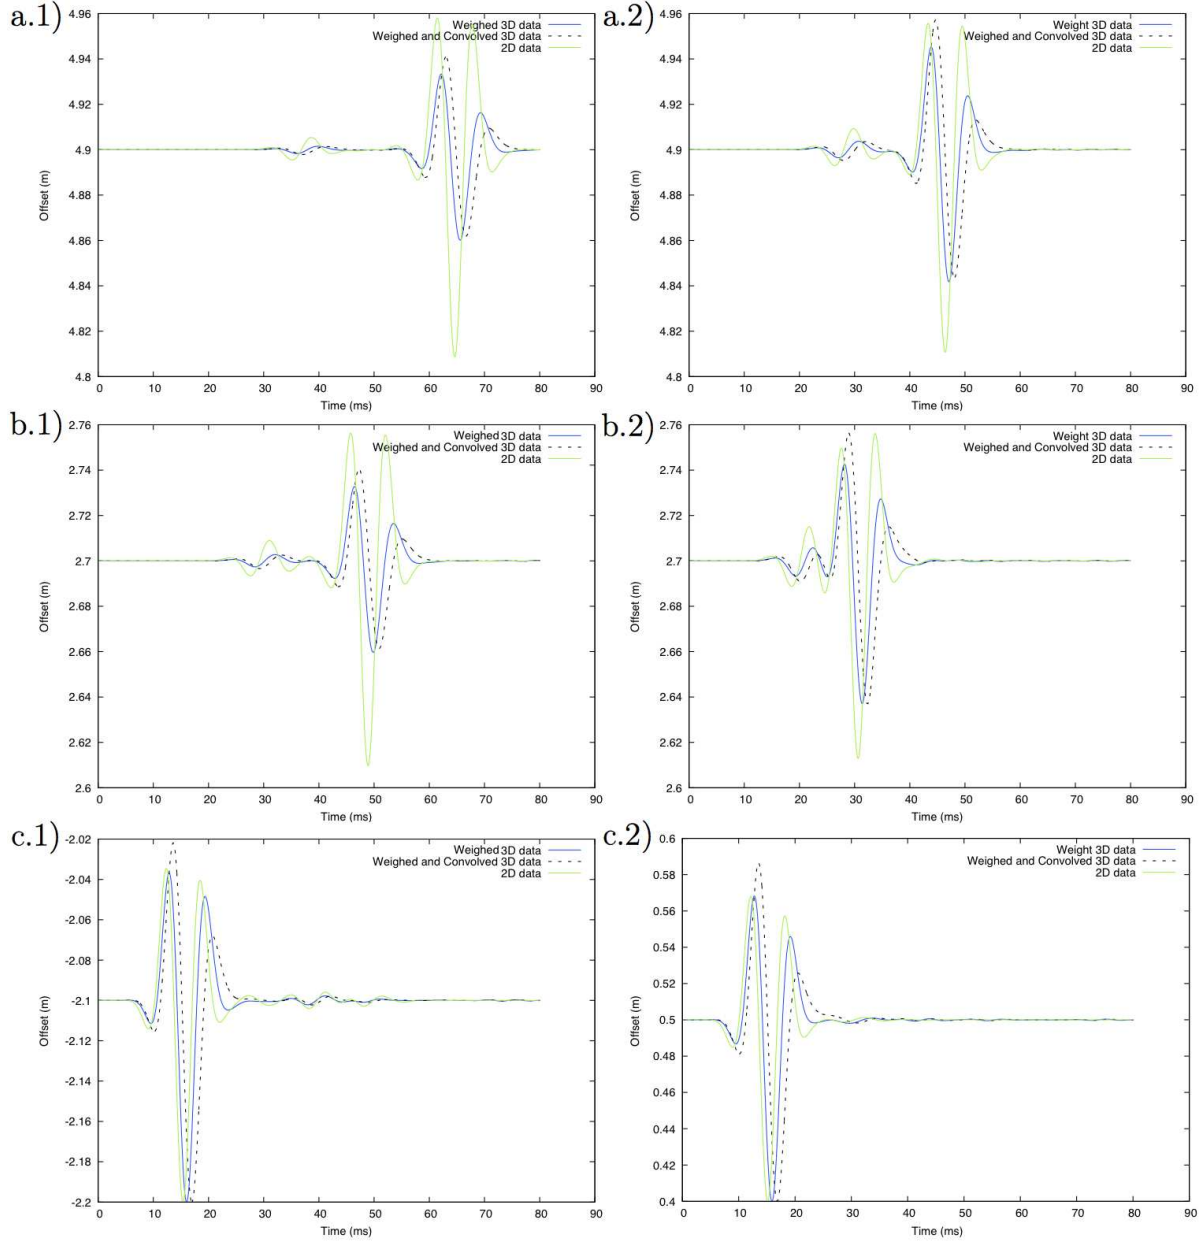 a.1)
4.96
4.94
4.92
4.9
4.88
4.86
4.84
4.82
4.8
0 10 20 30 40 50 60 70 80 90
Offset (m)
Time (ms)
Weighed 3D data
Weighed and Convolved 3D data
2D data
a.2)
4.96
4.94
4.92
4.9
4.88
4.86
4.84
4.82
4.8
0 10 20 30 40 50 60 70 80 90
Offset (m)
Time (ms)
Weight 3D data
Weighed and Convolved 3D data
2D data
b.1)
2.76
2.74
2.72
2.7
2.68
2.66
2.64
2.62
2.6
0 10 20 30 40 50 60 70 80 90
Offset (m)
Time (ms)
Weighed 3D data
Weighed and Convolved 3D data
2D data
b.2)
2.76
2.74
2.72
2.7
2.68
2.66
2.64
2.62
2.6
0 10 20 30 40 50 60 70 80 90
Offset (m)
Time (ms)
Weight 3D data
Weighed and Convolved 3D data
2D data
c.1)
-2.02
-2.04
-2.06
-2.08
-2.1
-2.12
-2.14
-2.16
-2.18
-2.2
0 10 20 30 40 50 60 70 80 90
Offset (m)
Time (ms)
Weighed 3D data
Weighed and Convolved 3D data
2D data
c.2)
0.6
0.58
0.56
0.54
0.52
0.5
0.48
0.46
0.44
0.42
0.4
0 10 20 30 40 50 60 70 80 90
Offset (m)
Time (ms)
Weight 3D data
Weighed and Convolved 3D data
2D data